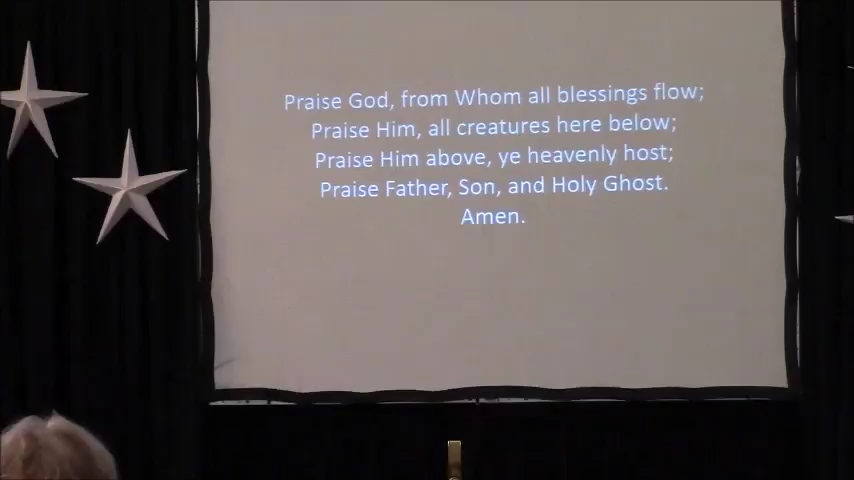 Praise God, from Whom all blessings flow;
Praise Him, all creatures here below;
Praise Him above, ye heavenly host;
Praise Father, Son, and Holy Ghost.
Amen.